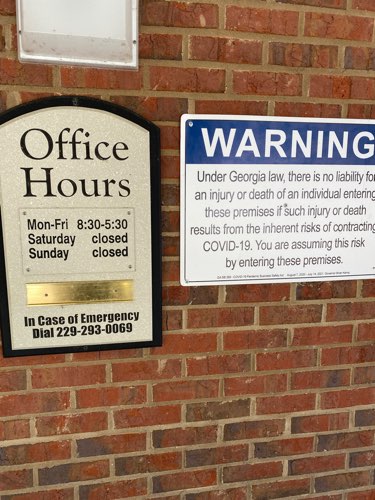 Office
Hours
Mon-Fri 8:30-5:30
Saturday closed
Sunday closed
In Case of Emergency
Dial 229-293-0069
WARNING
Under Georgia law, there is no liability for
an injury or death of an individual entering
these premises if such injury or death
results from the inherent risks of contracting
COVID-19. You are assuming this risk
by entering these premises.